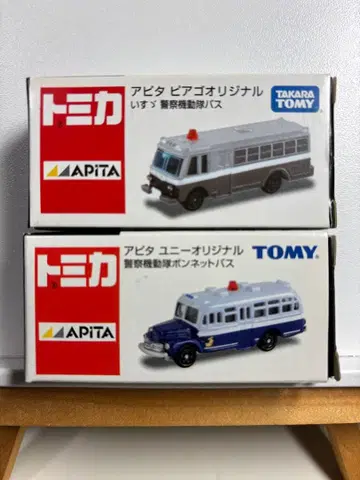 トミカ
APiTA
アピタ ピアゴオリジナル
いすゞ 警察機動隊バス
TAKARA
TOMY
トミカ
APiTA
アピタ ユニーオリジナル
警察機動隊ボンネットバス
TOMY